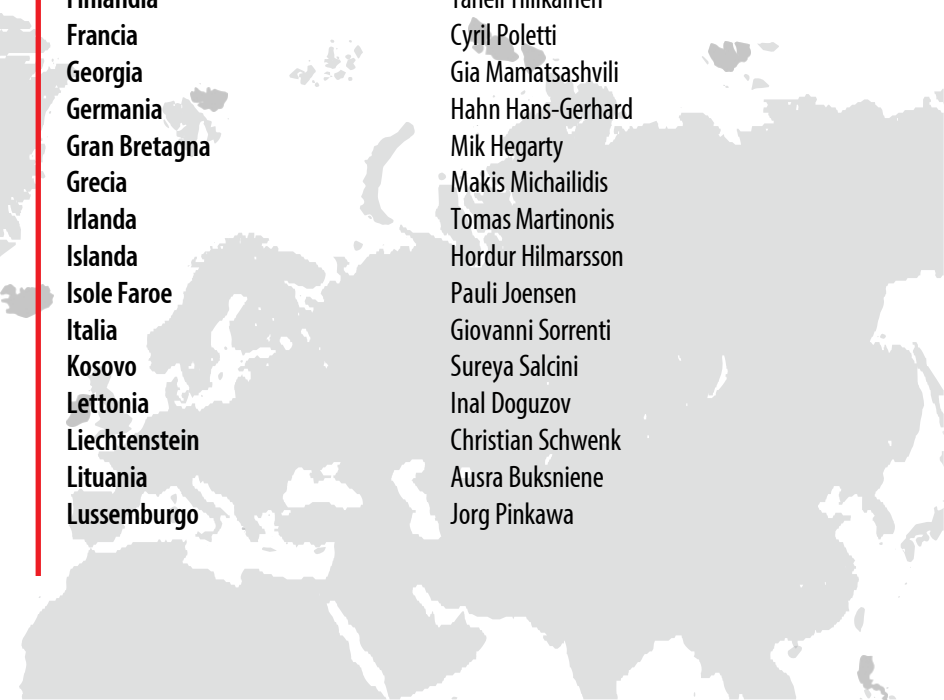 Finlandia
Francia Cyril Poletti
Georgia Gia Mamatsashvili
Germania Hahn Hans-Gerhard
Gran Bretagna Mik Hegarty
Grecia Makis Michailidis
Irlanda Tomas Martinonis
Islanda Hordur Hilmarsson
Isole Faroe Pauli Joensen
Italia Giovanni Sorrenti
Kosovo Sureya Salcini
Lettonia Inal Doguzov
Liechtenstein Christian Schwenk
Lituania Ausra Buksniene
Lussemburgo Jorg Pinkawa